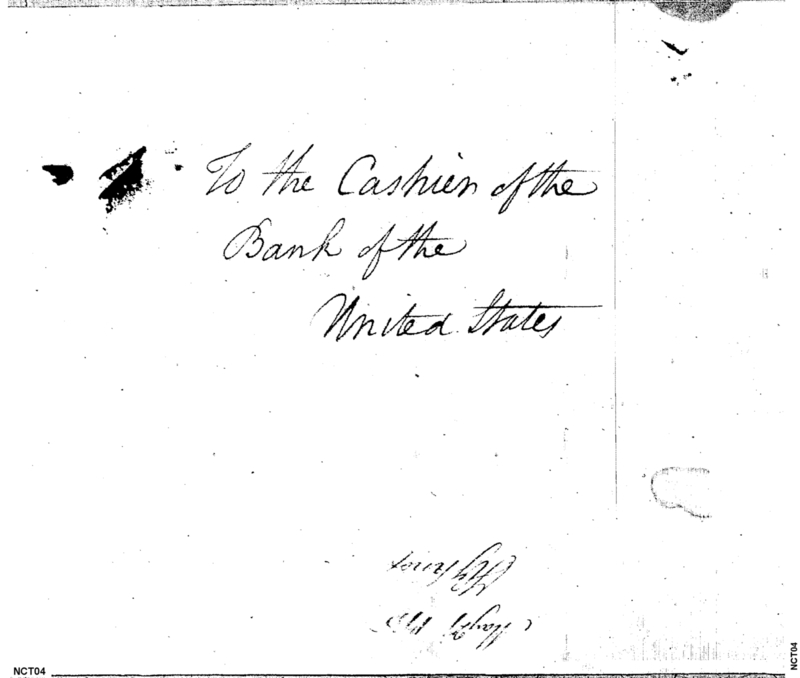 To the Cashier of the
Bank of the
United States
NCT04
NCT04